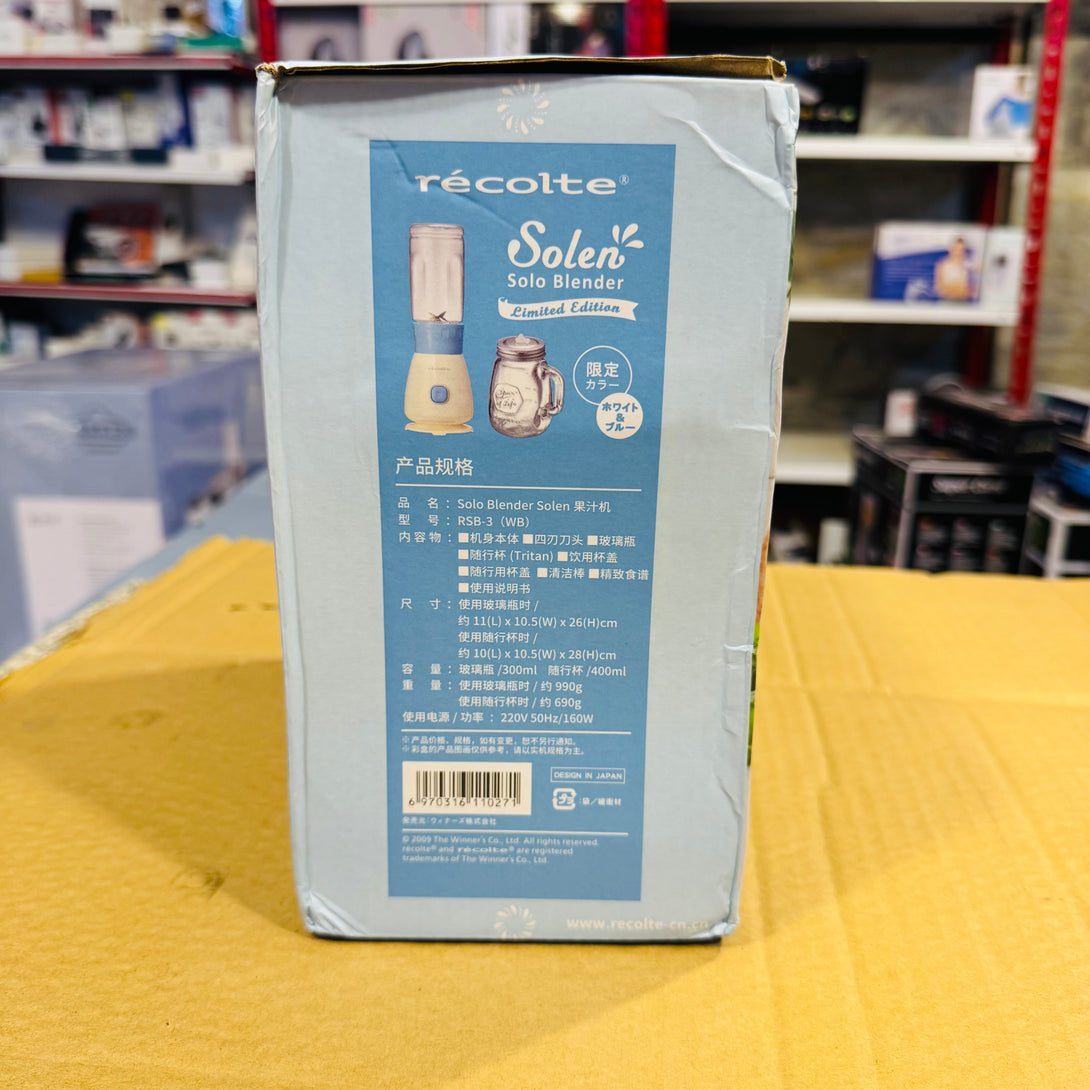 récolte®
Solen
Solo Blender
Limited Edition
限定
カラー
ホワイト
&
ブルー
产品规格
品 名：Solo Blender Solen 果汁机
型 号：RSB-3（WB）
内容物：■机身本体 ■四刃刀头 ■玻璃瓶
■随行杯 (Tritan) ■饮用杯盖
■随行用杯盖 ■清洁棒 ■精致食谱
■使用说明书
尺 寸：使用玻璃瓶时 /
约 11(L) x 10.5(W) x 26(H)cm
使用随行杯时 /
约 10(L) x 10.5(W) x 28(H)cm
容 量：玻璃瓶 /300ml 随行杯 /400ml
重 量：使用玻璃瓶时 / 约 990g
使用随行杯时 / 约 690g
使用电源 / 功率 ：220V 50Hz/160W
※产品价格，规格，如有变更，恕不另行通知。
※彩盒的产品图画仅供参考，请以实机规格为主。
6 970316 110271
DESIGN IN JAPAN
プラ
：袋／緩衝材
発売元：ウィナーズ株式会社
© 2009 The Winner's Co., Ltd. All rights reserved.
récolte® and récolte® are registered
trademarks of The Winner's Co., Ltd.
www.recolte-cn.cn